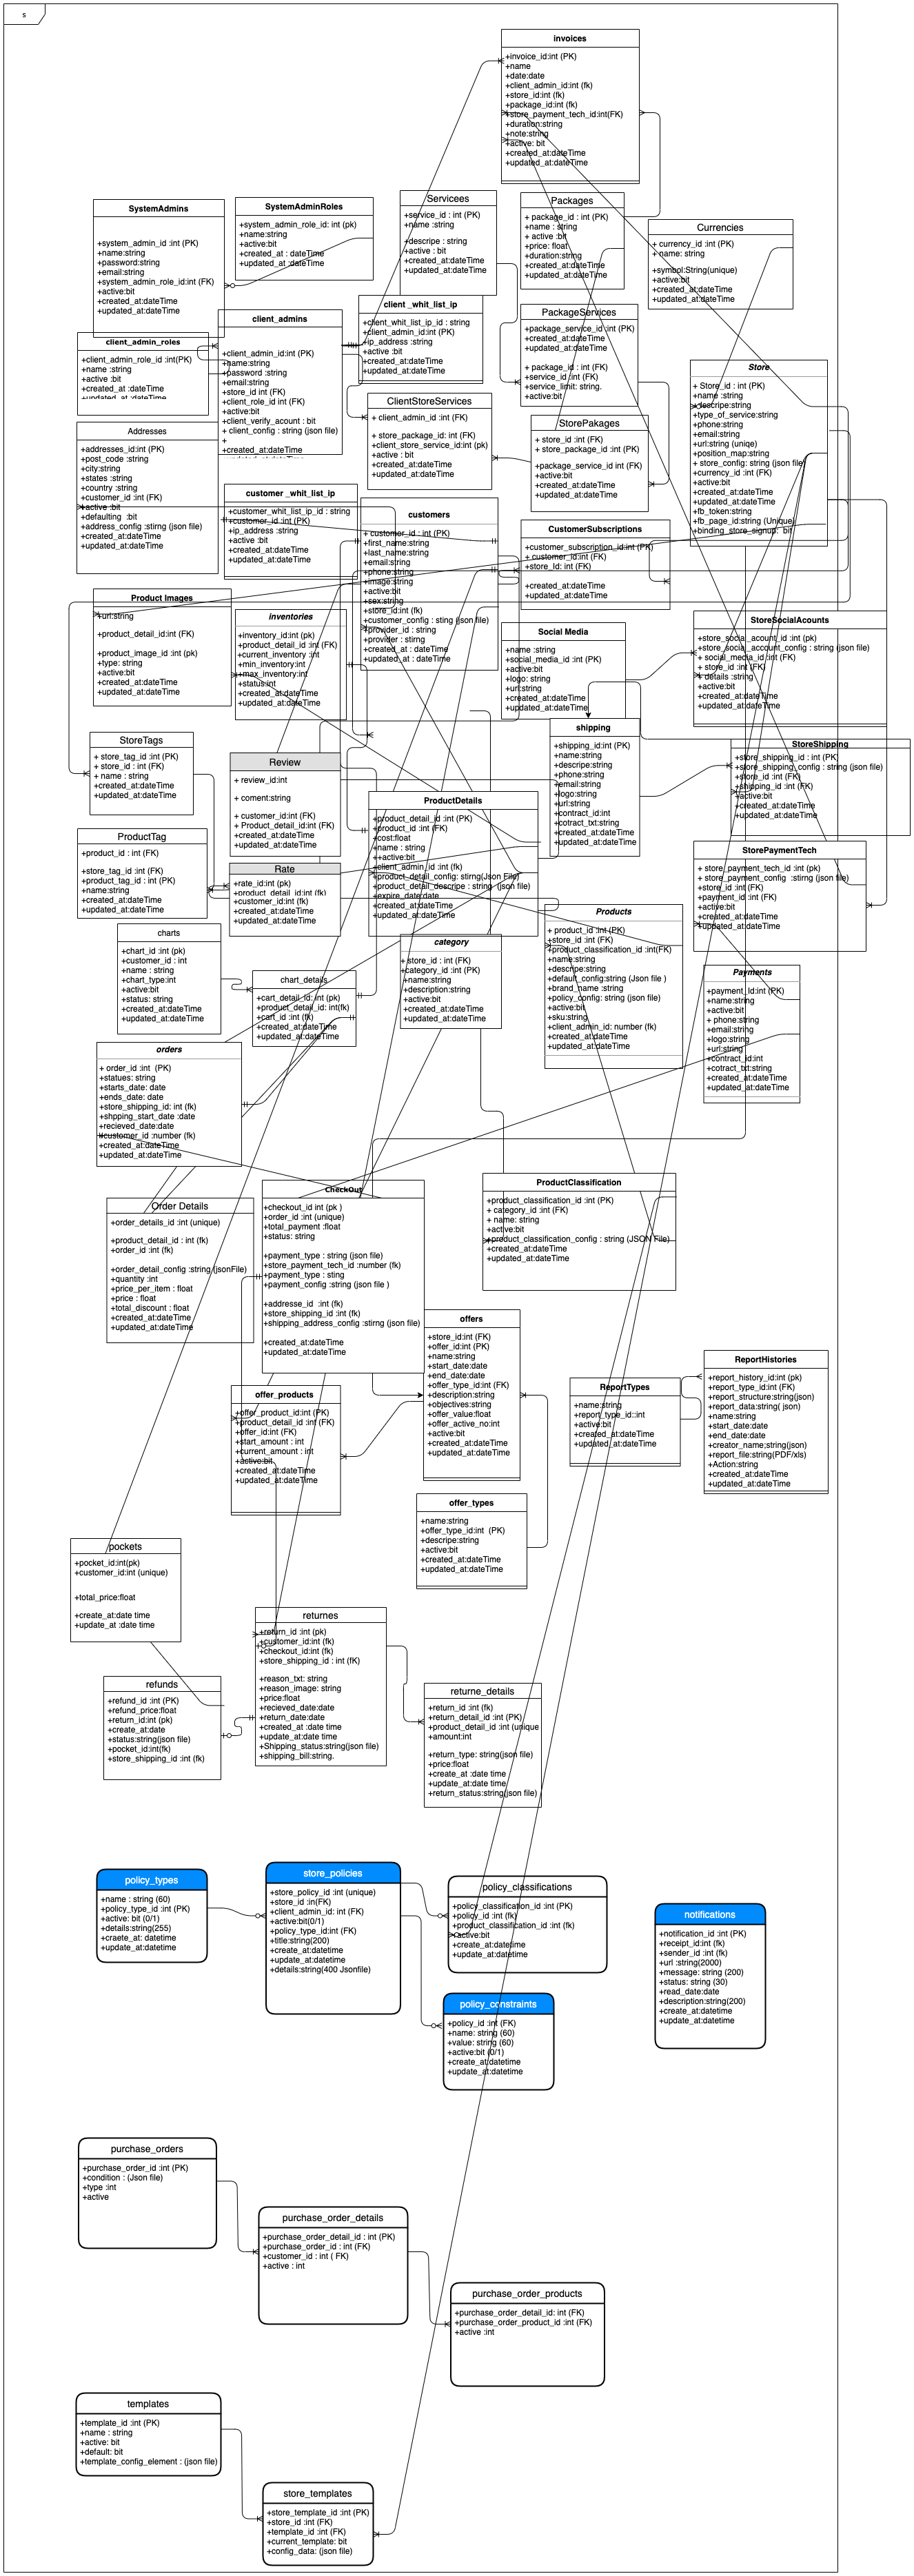 s
invoices
+invoice_id:int (PK)
+name
+date:date
+client_admin_id:int (fk)
+store_id:int (fk)
+package_id:int (fk)
+store_payment_tech_id:int(FK)
+duration:string
+note:string
+active: bit
+created_at:dateTime
+updated_at:dateTime
SystemAdmins
+system_admin_id :int (PK)
+name:string
+password:string
+email:string
+system_admin_role_id:int (FK)
+active:bit
+created_at:dateTime
+updated_at:dateTime
SystemAdminRoles
+system_admin_role_id: int (pk)
+name:string
+active:bit
+created_at : dateTime
+updated_at :dateTime
Servicees
+service_id : int (PK)
+name :string
+descripe : string
+active : bit
+created_at:dateTime
+updated_at:dateTime
Packages
+ package_id : int (PK)
+ name : string
+ active :bit
+price: float
+duration:string
+created_at:dateTime
+updated_at:dateTime
Currencies
+ currency_id :int (PK)
+ name: string
+symbol:String(unique)
+active:bit
+created_at:dateTime
+updated_at:dateTime
client_admin_roles
+client_admin_role_id :int(PK)
+name :string
+active :bit
+created_at :dateTime
+updated_at :dateTime
client_admins
+client_admin_id:int (PK)
+name:string
+password :string
+email:string
+store_id int (FK)
+client_role_id int (FK)
+active:bit
+client_verify_acount : bit
+ client_config : string (json file)
+
+created_at:dateTime
client _whit_list_ip
+client_whit_list_ip_id : string
+client_admin_id:int (PK)
+ip_address :string
+active :bit
+created_at:dateTime
+updated_at:dateTime
PackageServices
+package_service_id :int (PK)
+created_at:dateTime
+updated_at:dateTime
+ package_id : int (FK)
+service_id :int (FK)
+service_limit: string.
+active:bit
Store
+ Store_id : int (PK)
+name :string
+descripe:string
+type_of_service:string
+phone:string
+email:string
+url:string (uniqe)
+position_map:string
+ store_config: string (json file)
+currency_id :int (FK)
+active:bit
+created_at:dateTime
+updated_at:dateTime
+fb_token:string
+fb_page_id:string (Unique)
+binding_store_signup: bit
ClientStoreServices
+ client_admin_id :int (FK)
+ store_package_id: int (FK)
+client_store_service_id:int (pk)
+active : bit
+created_at:dateTime
+updated_at:dateTime
StorePakages
+ store_id :int (FK)
+ store_package_id :int (PK)
+package_service_id :int (FK)
+active:bit
+created_at:dateTime
+updated_at:dateTime
Addresses
+addresses_id:int (PK)
+post_code :string
+city:string
+states :string
+country :string
+customer_id :int (FK)
+active :bit
+defaulting :bit
+address_config :stirng (json file)
+created_at:dateTime
+updated_at:dateTime
customer _whit_list_ip
+customer_whit_list_ip_id : string
+customer_id:int (PK)
+ip_address :string
+active :bit
+created_at:dateTime
+updated_at:dateTime
customers
+ customer_id : int (PK)
+first_name:string
+last_name:string
+email:string
+phone:string
+image:string
+active:bit
+sex:string
+store_id:int (fk)
+customer_config : sting (json file)
+provider_id : string
+provider : stirng
+created_at : dateTime
+updated_at : dateTime
CustomerSubscriptions
+customer_subscription_id:int (PK)
+ customer_id:int (FK)
+store_Id: int (FK)
+created_at:dateTime
+updated_at:dateTime
Product Images
+url:string
+product_detail_id:int (FK)
+product_image_id:int (pk)
+type: string
+active:bit
+created_at:dateTime
+updated_at:dateTime
inventories
+inventory_id:int (pk)
+product_detail_id :int (FK)
+current_inventory :int
+min_inventory:int
+max_inventory:int
+status:int
+created_at:dateTime
+updated_at:dateTime
Social Media
+name :string
+social_media_id :int (PK)
+active:bit
+logo: string
+url:string
+created_at:dateTime
+updated_at:dateTime
StoreSocialAcounts
+store_social_acount_id:int (pk)
+store_social_account_config : string (json file)
+ social_media_id :int (FK)
+ store_id :int (FK)
+ details :string
+active:bit
+created_at:dateTime
+updated_at:dateTime
shipping
+shipping_id:int (PK)
+name:string
+descripe:string
+phone:string
+email:string
+logo:string
+url:string
+contract_id:int
+cotract_txt:string
+created_at:dateTime
+updated_at:dateTime
StoreShipping
+store_shipping_id : int (PK)
+store_shipping_config : string (json file)
+store_id :int (FK)
+shipping_id :int (FK)
+active:bit
+created_at:dateTime
+updated_at:dateTime
StoreTags
+ store_tag_id :int (PK)
+ store_id : int (FK)
+ name : string
+created_at:dateTime
+updated_at:dateTime
Review
+ review_id:int
+ coment:string
+ customer_id:int (FK)
+ Product_detail_id:int (FK)
+created_at:dateTime
+updated_at:dateTime
ProductDetails
+product_detail_id :int (PK)
+product_id :int (FK)
+cost:float
+name : string
++active:bit
+client_admin_id:int (fk)
+product_detail_config: stirng(Json File)
+product_detail_descripe : string (json file)
+expire_date:date
+created_at:dateTime
+updated_at:dateTime
ProductTag
+product_id : int (FK)
+store_tag_id :int (FK)
+product_tag_id : int (PK)
+name:string
+created_at:dateTime
+updated_at:dateTime
Rate
+rate_id:int (pk)
+product_detail_id:int (fk)
+customer_id:int (fk)
+created_at:dateTime
+updated_at:dateTime
StorePaymentTech
+store_payment_tech_id:int (pk)
+ store_payment_config :string (json file)
+store_id :int (FK)
+payment_id :int (FK)
+active:bit
+created_at:dateTime
+updated_at:dateTime
Products
+ product_id :int (PK)
+store_id :int (FK)
+product_classification_id :int(FK)
+name:string
+descripe:string
+default_config:string (Json file )
+brand_name :string
+policy_config: string (json file)
+active:bit
+sku:string
+client_admin_id: number (fk)
+created_at:dateTime
+updated_at:dateTime
charts
+chart_id :int (pk)
+customer_id : int
+name : string
+chart_type:int
+active:bit
+status: string
+created_at:dateTime
+updated_at:dateTime
category
+ store_id : int (FK)
+category_id :int (PK)
+name:string
+description:string
+active:bit
+created_at:dateTime
+updated_at:dateTime
chart_details
+cart_detail_id: int (pk)
+product_detail_id: int(fk)
+cart_id :int (fk)
+created_at:dateTime
+updated_at:dateTime
Payments
+payment_Id:int (PK)
+name:string
+active:bit
+ phone:string
+email:string
+logo:string
+url:string
+contract_id:int
+cotract_txt:string
+created_at:dateTime
+updated_at:dateTime
orders
+ order_id :int (PK)
+statues: string
+starts_date: date
+ends_date: date
+store_shipping_id: int (fk)
+shpping_start_date :date
+recieved_date:date
+customer_id :number (fk)
+created_at:dateTime
+updated_at:dateTime
Order Details
+order_details_id :int (unique)
+product_detail_id : int (fk)
+order_id :int (fk)
+order_detail_config :string (jsonFile)
+quantity :int
+price_per_item : float
+price : float
+total_discount : float
+created_at:dateTime
+updated_at:dateTime
CheckOut
+checkout_id int (pk )
+order_id :int (unique)
+total_payment :float
+status: string
+payment_type : string (json file)
+store_payment_tech_id :number (fk)
+payment_type : sting
+payment_config :string (json file )
+addresse_id :int (fk)
+store_shipping_id : int (fk)
+shipping_address_config :stirng (json file)
+created_at:dateTime
+updated_at:dateTime
ProductClassification
+product_classification_id :int (PK)
+ category_id :int (FK)
+ name: string
+active:bit
+product_classification_config : string (JSON File)
+created_at:dateTime
+updated_at:dateTime
offers
+store_id:int (FK)
+offer_id:int (PK)
+name:string
+start_date:date
+end_date:date
+offer_type_id:int (FK)
+description:string
+objectives:string
+offer_value:float
+offer_active_no:int
+active:bit
+created_at:dateTime
+updated_at:dateTime
ReportHistories
+report_history_id:int (pk)
+report_type_id:int (FK)
+report_structure:string(json)
+report_data:string( json)
+name:string
+start_date:date
+end_date:date
+creator_name;string(json)
+report_file:string(PDF/xls)
+Action:string
+created_at:dateTime
+updated_at:dateTime
ReportTypes
+name:string
+report_type_id::int
+active:bit
+created_at:dateTime
+updated_at:dateTime
offer_products
+offer_product_id:int (PK)
+product_detail_id :int (FK)
+offer_id:int (FK)
+start_amount : int
+current_amount : int
+active:bit
+created_at:dateTime
+updated_at:dateTime
offer_types
+name:string
+offer_type_id:int (PK)
+descripe:string
+active:bit
+created_at:dateTime
+updated_at:dateTime
pockets
+pocket_id:int(pk)
+customer_id:int (unique)
+total_price:float
+create_at:date time
+update_at :date time
returnes
+return_id :int (pk)
+customer_id:int (fk)
+checkout_id:int (fk)
+store_shipping_id : int (fK)
+reason_txt: string
+reason_image: string
+price:float
+recieved_date:date
+return_date:date
+created_at :date time
+update_at:date time
+Shipping_status:string(json file)
+shipping_bill:string.
refunds
+refund_id :int (PK)
+refund_price:float
+return_id:int (pk)
+create_at:date
+status:string(json file)
+pocket_id:int(fk)
+store_shipping_id :int (fk)
returne_details
+return_id :int (fk)
+return_detail_id :int (PK)
+product_detail_id :int (unique
+amount:int
+return_type: string(json file)
+price:float
+create_at :date time
+update_at:date time
+return_status:string(json file)
policy_types
+name : string (60)
+policy_type_id :int (PK)
+active: bit (0/1)
+details:string(255)
+craete_at: datetime
+update_at:datetime
store_policies
+store_policy_id :int (unique)
+store_id :in(FK)
+client_admin_id: int (FK)
+active:bit(0/1)
+policy_type_id:int (FK)
+title:string(200)
+create_at:datetime
+update_at:datetime
+details:string(400 Jsonfile)
policy_classifications
+policy_classification_id :int (PK)
+policy_id :int (fk)
+product_classification_id :int (fk)
+active:bit
+create_at:datetime
+update_at:datetime
notifications
+notification_id :int (PK)
+receipt_id:int (fk)
+sender_id :int (fk)
+url :string(2000)
+message: string (200)
+status: string (30)
+read_date:date
+description:string(200)
+create_at:datetime
+update_at:datetime
policy_constraints
+policy_id :int (FK)
+name: string (60)
+value: string (60)
+active:bit (0/1)
+create_at:datetime
+update_at:datetime
purchase_orders
+purchase_order_id :int (PK)
+condition : (Json file)
+type :int
+active
purchase_order_details
+purchase_order_detail_id : int (PK)
+purchase_order_id : int (FK)
+customer_id : int ( FK)
+active : int
purchase_order_products
+purchase_order_detail_id: int (FK)
+purchase_order_product_id :int (FK)
+active :int
templates
+template_id :int (PK)
+name : string
+active: bit
+default: bit
+template_config_element : (json file)
store_templates
+store_template_id :int (PK)
+store_id :int (FK)
+template_id :int (FK)
+current_template: bit
+config_data: (json file)